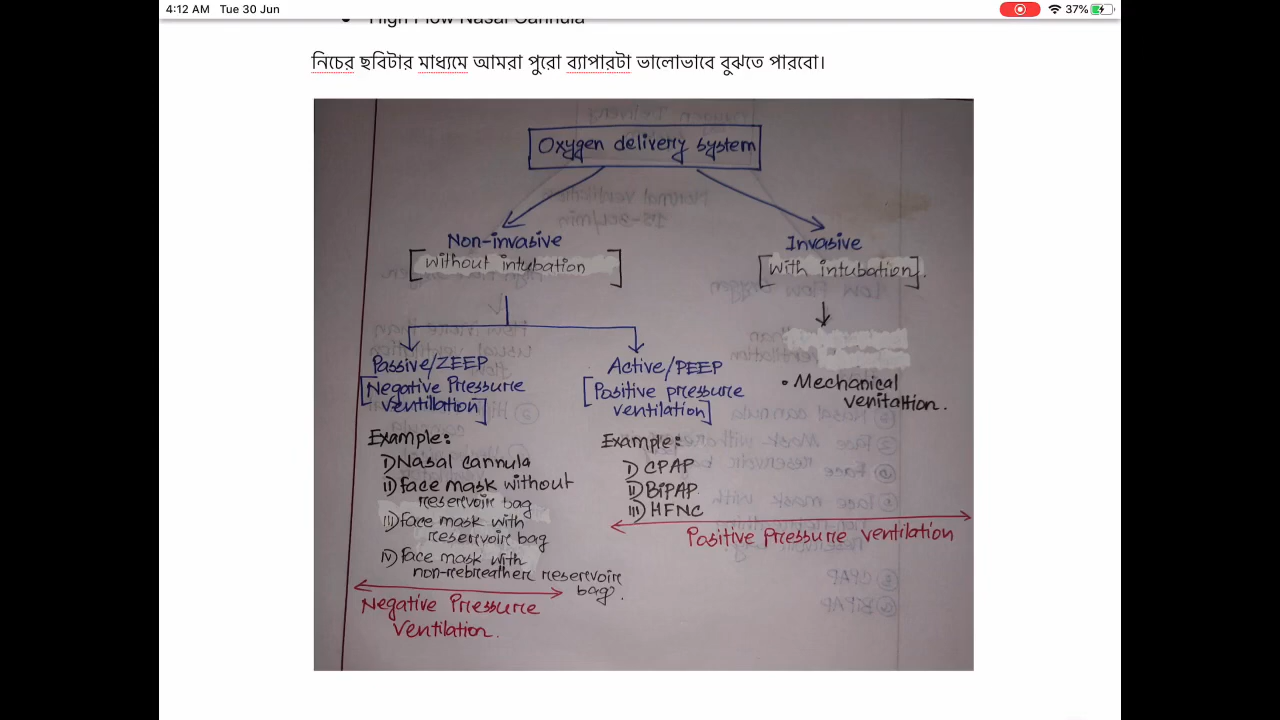 4:12 AM Tue 30 Jun
37%
High Flow Nasal Cannula
নিচের ছবিটার মাধ্যমে আমরা পুরো ব্যাপারটা ভালোভাবে বুঝতে পারবো।
Oxygen delivery system
Non-invasive
[without intubation]
Invasive
[With intubation].
Passive/ZEEP
[Negative Pressure
ventilation]
Example:
i) Nasal cannula
ii) Face mask without
reservoir bag
iii) Face mask with
reservoir bag
iv) Face mask with
non-rebreather reservoir
bag.
Negative Pressure
Ventilation.
Active/PEEP
[Positive pressure
ventilation]
Example:
i) CPAP
ii) BiPAP
iii) HFNC
• Mechanical
venitaltion.
Positive Pressure ventilation